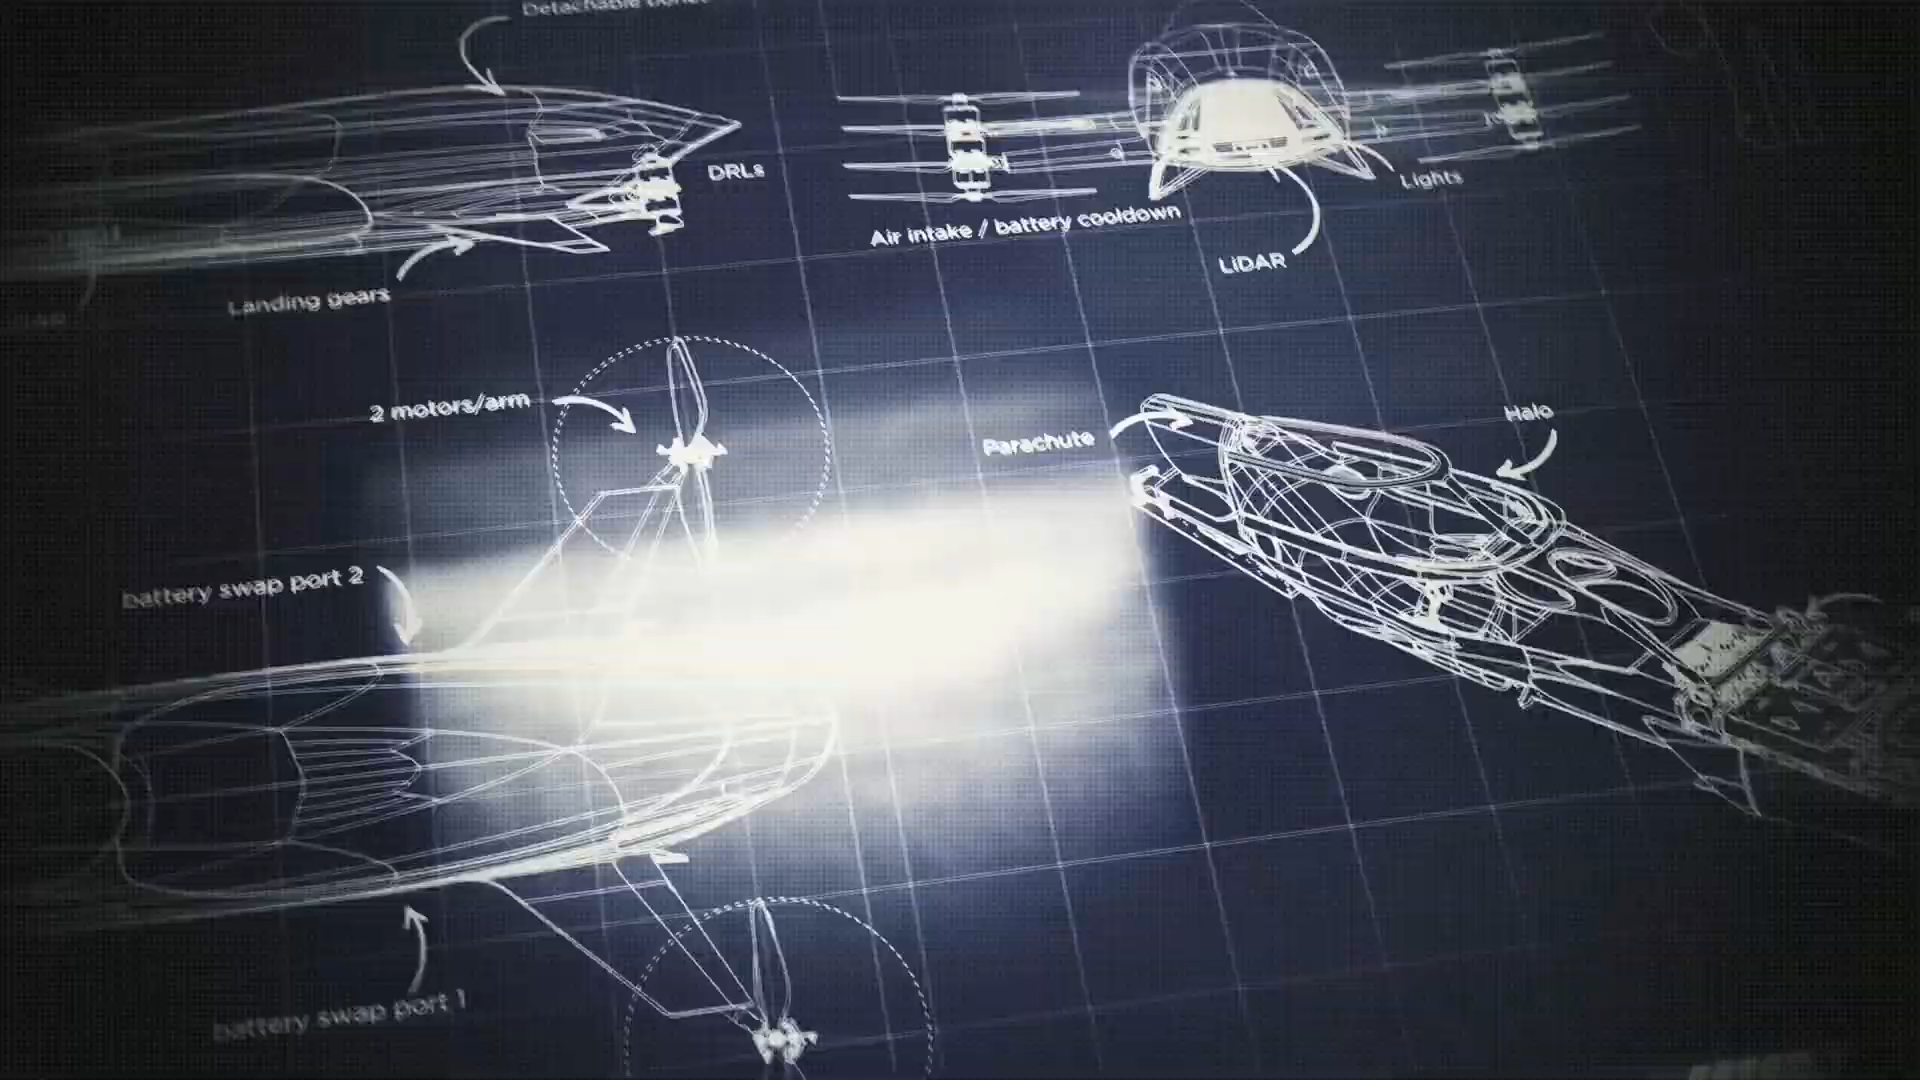 Detachable
DRLs
Lights
Air intake / battery cooldown
LiDAR
Landing gears
2 motors/arm
Halo
Parachute
battery swap port 2
battery swap port 1